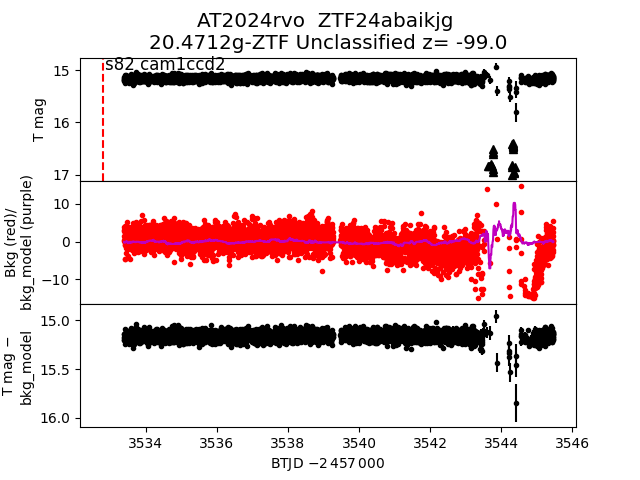 AT2024rvo  ZTF24abaikjg
20.4712g-ZTF Unclassified z= -99.0
s82 cam1ccd2
15
16
17
T mag
10
0
−10
Bkg (red)/
bkg_model (purple)
15.0
15.5
16.0
T mag −
bkg_model
3534
3536
3538
3540
3542
3544
3546
BTJD −2 457 000